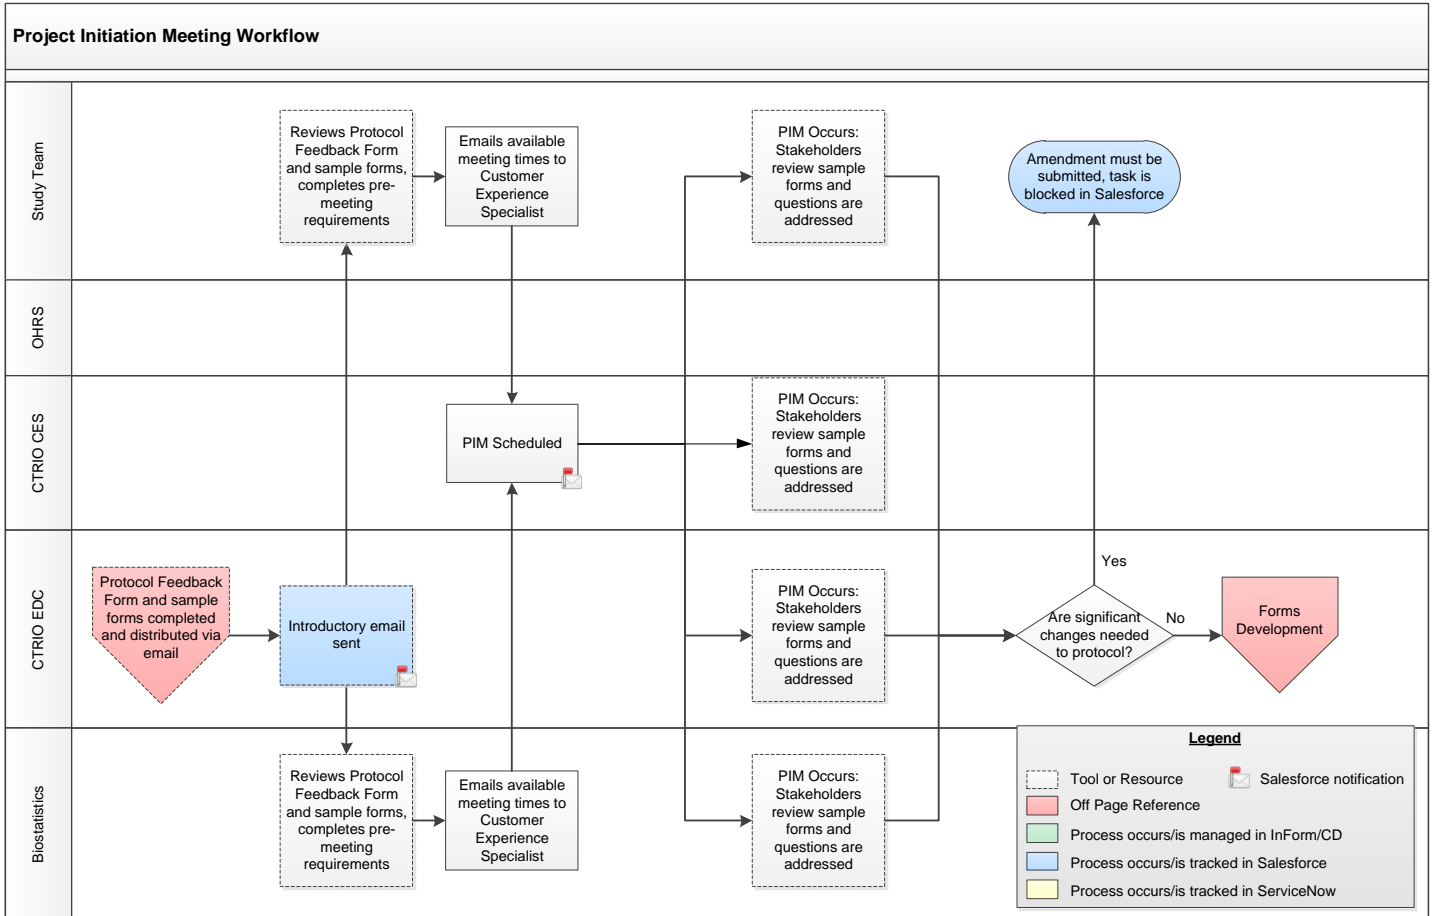 Project Initiation Meeting Workflow
Study Team
Reviews Protocol
Feedback Form
and sample forms,
completes pre-
meeting
requirements
Emails available
meeting times to
Customer
Experience
Specialist
PIM Occurs:
Stakeholders
review sample
forms and
questions are
addressed
Amendment must be
submitted, task is
blocked in Salesforce
OHRS
CTRIO CES
PIM Scheduled
PIM Occurs:
Stakeholders
review sample
forms and
questions are
addressed
CTRIO EDC
Protocol Feedback
Form and sample
forms completed
and distributed via
email
Introductory email
sent
PIM Occurs:
Stakeholders
review sample
forms and
questions are
addressed
Are significant
changes needed
to protocol?
Yes
No
Forms
Development
Biostatistics
Reviews Protocol
Feedback Form
and sample forms,
completes pre-
meeting
requirements
Emails available
meeting times to
Customer
Experience
Specialist
PIM Occurs:
Stakeholders
review sample
forms and
questions are
addressed
Legend
Tool or Resource
Salesforce notification
Off Page Reference
Process occurs/is managed in InForm/CD
Process occurs/is tracked in Salesforce
Process occurs/is tracked in ServiceNow